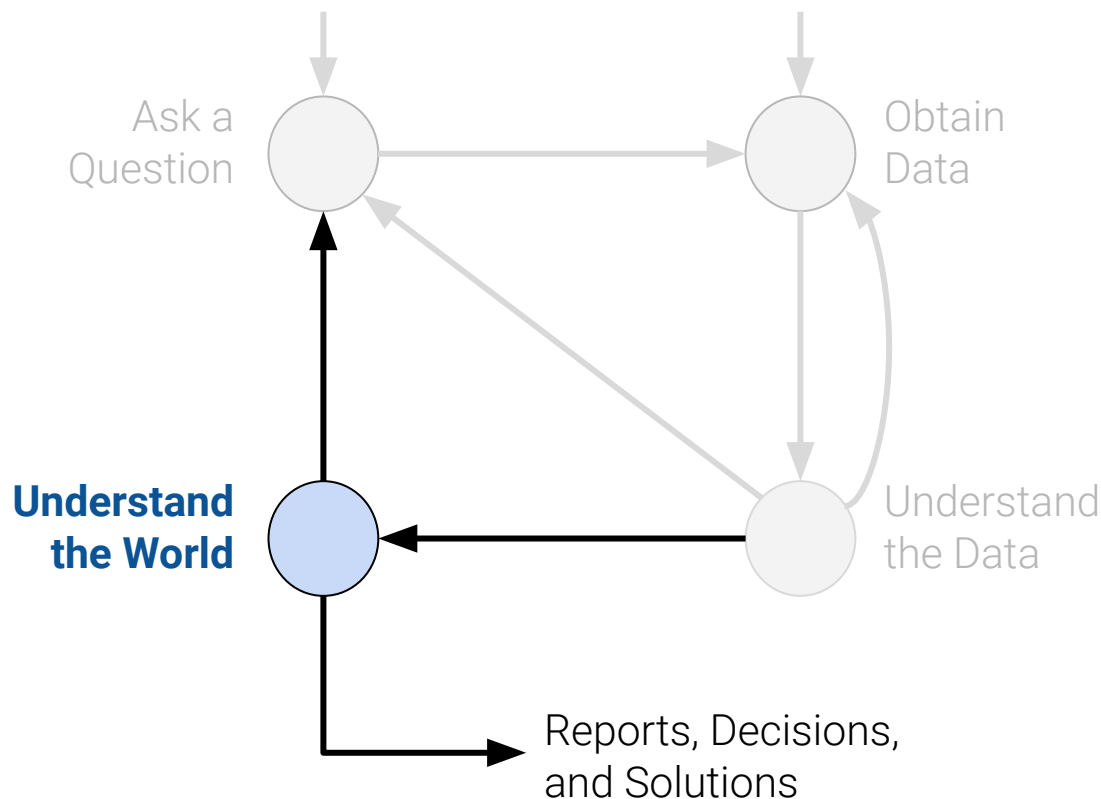 Ask a
Question
Obtain
Data
Understand
the World
Understand
the Data
Reports, Decisions,
and Solutions